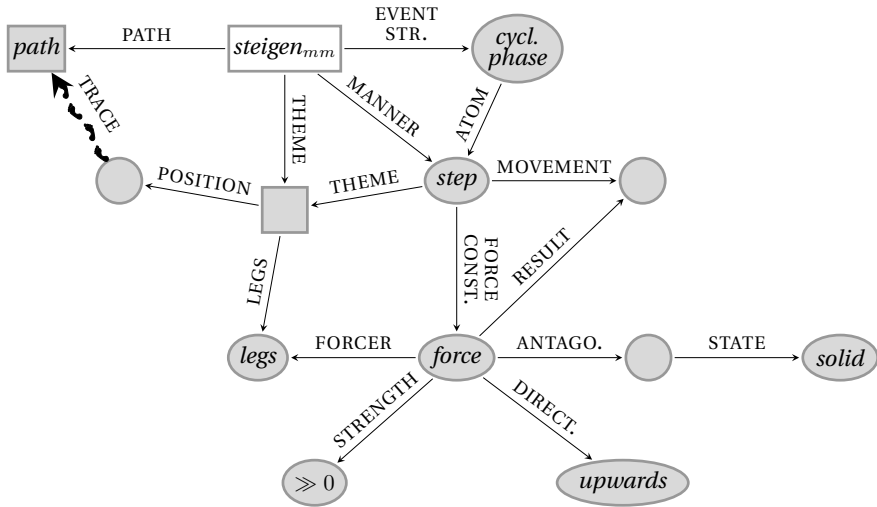 EVENT
STR.
path
PATH
steigenmm
cycl.
phase
TRACE
THEME
MANNER
ATOM
POSITION
THEME
step
MOVEMENT
LEGS
FORCE
CONST.
RESULT
legs
FORCER
force
ANTAGO.
STATE
solid
STRENGTH
DIRECT.
≫ 0
upwards